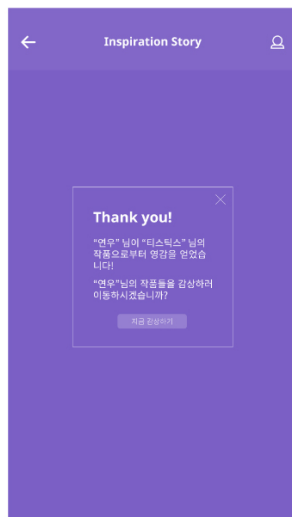 Inspiration Story
Thank you!
“연우” 님이 “티스틱스” 님의
작품으로부터 영감을 얻었습
니다!
“연우”님의 작품들을 감상하러
이동하시겠습니까?
지금 감상하기